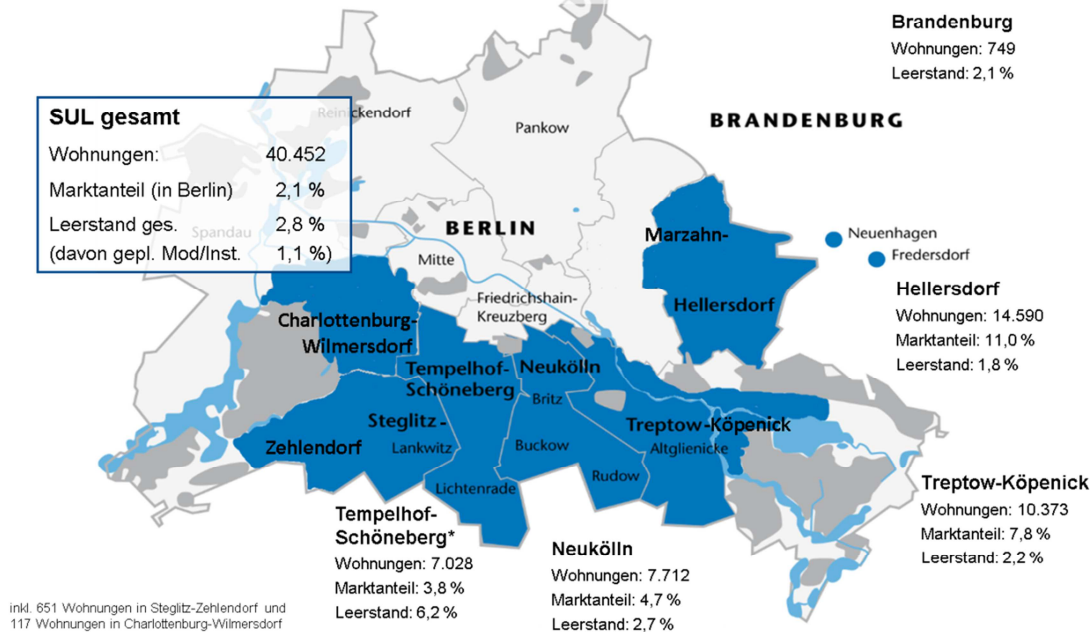 Brandenburg
Wohnungen: 749
Leerstand: 2,1 %
SUL gesamt
Wohnungen: 40.452
Marktanteil (in Berlin) 2,1 %
Leerstand ges. 2,8 %
(davon gepl. Mod/Inst. 1,1 %)
Reinickendorf
Pankow
BRANDENBURG
Spandau
BERLIN
Mitte
Friedrichshain-
Kreuzberg
Marzahn-
Hellersdorf
Neuenhagen
Fredersdorf
Hellersdorf
Wohnungen: 14.590
Marktanteil: 11,0 %
Leerstand: 1,8 %
Charlottenburg-
Wilmersdorf
Tempelhof-
Schöneberg
Neukölln
Britz
Steglitz -
Zehlendorf
Lankwitz
Buckow
Treptow-Köpenick
Altglienicke
Rudow
Lichtenrade
Treptow-Köpenick
Wohnungen: 10.373
Marktanteil: 7,8 %
Leerstand: 2,2 %
Tempelhof-
Schöneberg*
Wohnungen: 7.028
Marktanteil: 3,8 %
Leerstand: 6,2 %
Neukölln
Wohnungen: 7.712
Marktanteil: 4,7 %
Leerstand: 2,7 %
inkl. 651 Wohnungen in Steglitz-Zehlendorf und
117 Wohnungen in Charlottenburg-Wilmersdorf